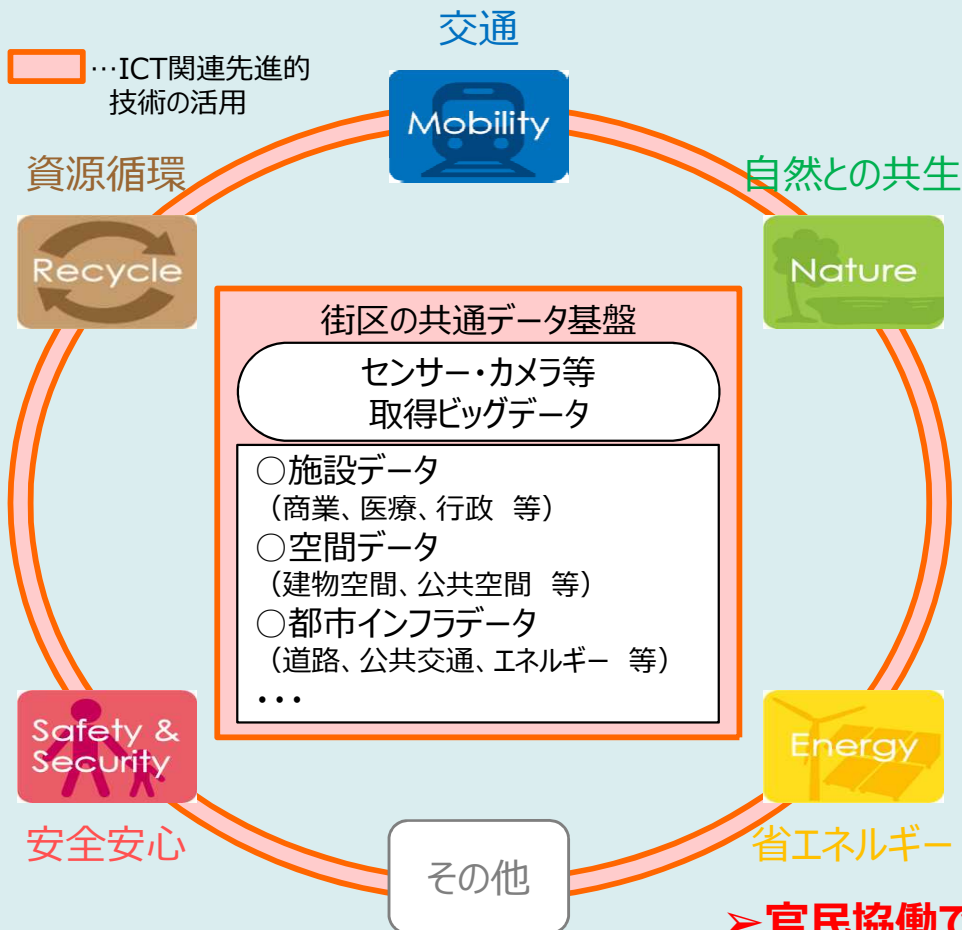 交通
…ICT関連先進的
技術の活用
Mobility
資源循環
自然との共生
Recycle
Nature
街区の共通データ基盤
センサー・カメラ等
取得ビッグデータ
○施設データ
（商業、医療、行政　等）
○空間データ
（建物空間、公共空間　等）
○都市インフラデータ
（道路、公共交通、エネルギー　等）
・・・
Safety &
Security
Energy
安全安心
省エネルギー
その他
➢官民協働で